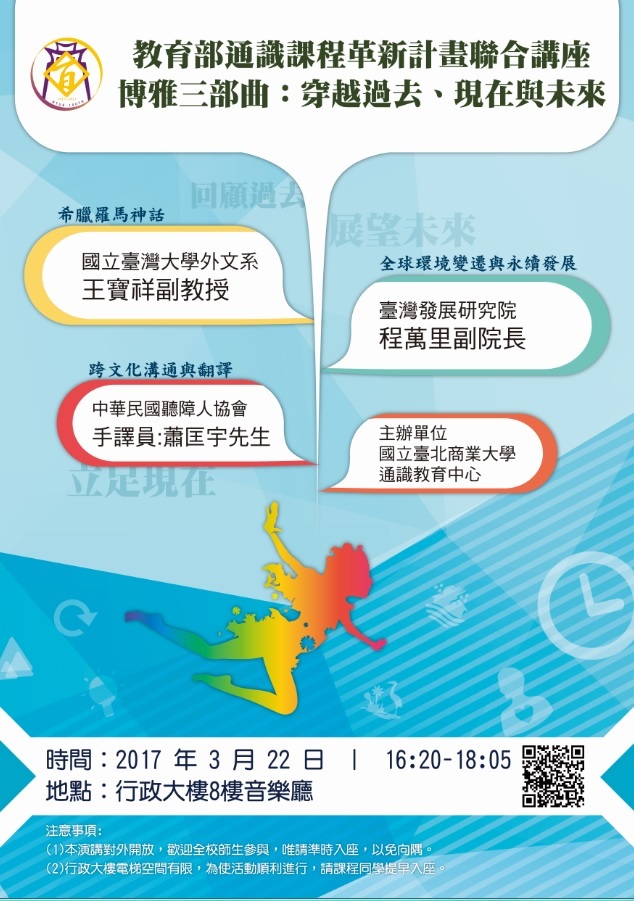 教育部通識課程革新計畫聯合講座
博雅三部曲：穿越過去、現在與未來
回顧過去
展望未來
希臘羅馬神話
國立臺灣大學外文系
王寶祥副教授
全球環境變遷與永續發展
臺灣發展研究院
程萬里副院長
跨文化溝通與翻譯
中華民國聽障人協會
手譯員:蕭匡宇先生
主辦單位
國立臺北商業大學
通識教育中心
立足現在
時間：2017 年 3 月 22 日 | 16:20-18:05
地點：行政大樓8樓音樂廳
注意事項:
(1)本演講對外開放，歡迎全校師生參與，唯請準時入座，以免向隅。
(2)行政大樓電梯空間有限，為使活動順利進行，請課程同學提早入座。